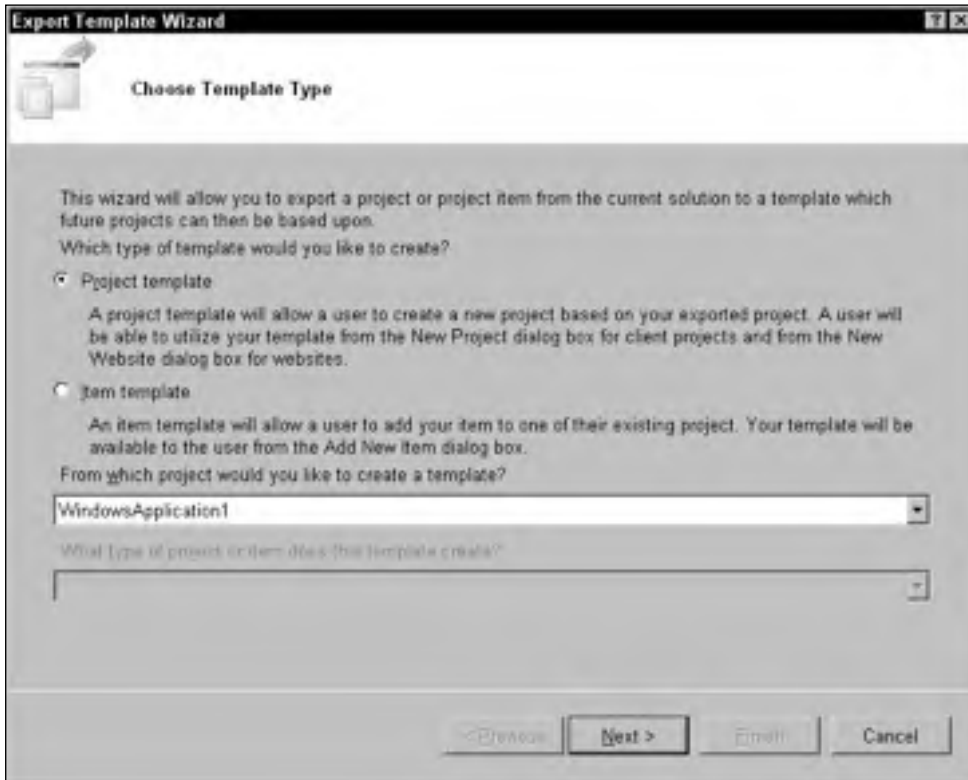 Export Template Wizard
Choose Template Type
This wizard will allow you to export a project or project item from the current solution to a template which
future projects can then be based upon.
Which type of template would you like to create?
Project template
A project template will allow a user to create a new project based on your exported project. A user will
be able to utilize your template from the New Project dialog box for client projects and from the New
Website dialog box for websites.
Item template
An item template will allow a user to add your item to one of their existing project. Your template will be
available to the user from the Add New Item dialog box.
From which project would you like to create a template?
WindowsApplication1
What type of project or item does this template create?
< Previous Next > Finish Cancel